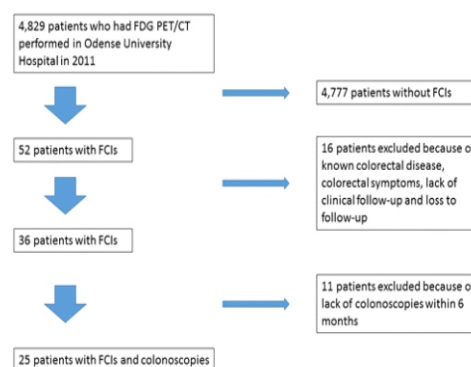 4,829 patients who had FDG PET/CT
performed in Odense University
Hospital in 2011
4,777 patients without FCIs
52 patients with FCIs
16 patients excluded because o
known colorectal disease,
colorectal symptoms, lack of
clinical follow-up and loss to
follow-up
36 patients with FCIs
11 patients excluded because o
lack of colonoscopies within 6
months
25 patients with FCIs and colonoscopies